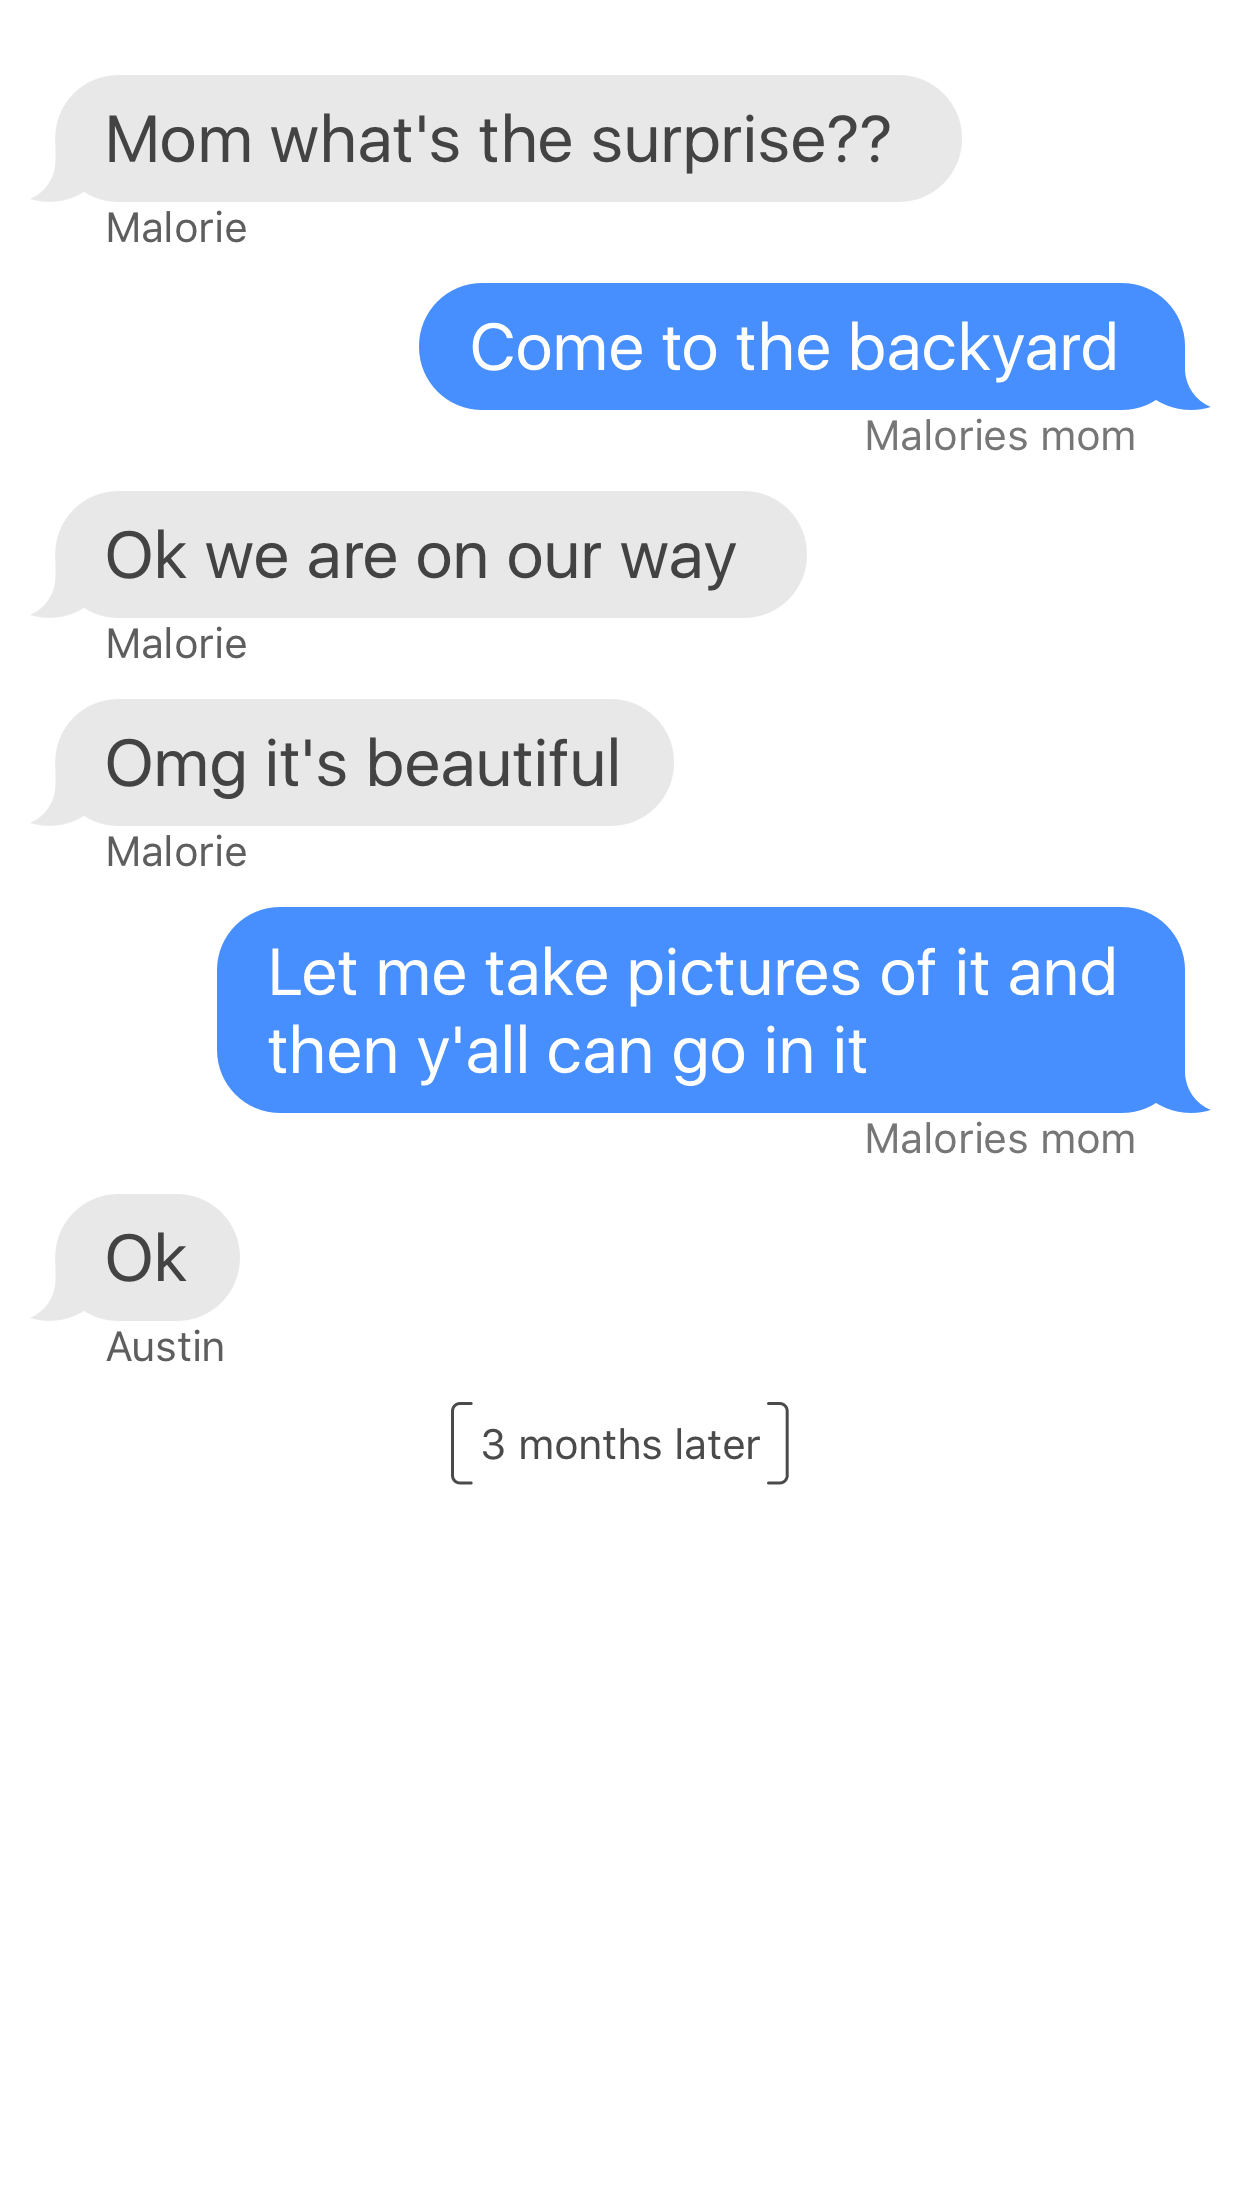 Mom what's the surprise??
Malorie
Come to the backyard
Malories mom
Ok we are on our way
Malorie
Omg it's beautiful
Malorie
Let me take pictures of it and
then y'all can go in it
Malories mom
Ok
Austin
3 months later